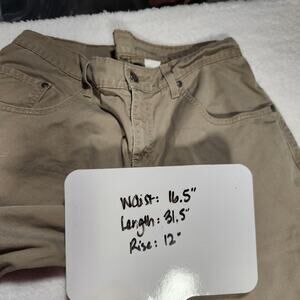 Waist: 16.5"
Length: 31.5"
Rise: 12"